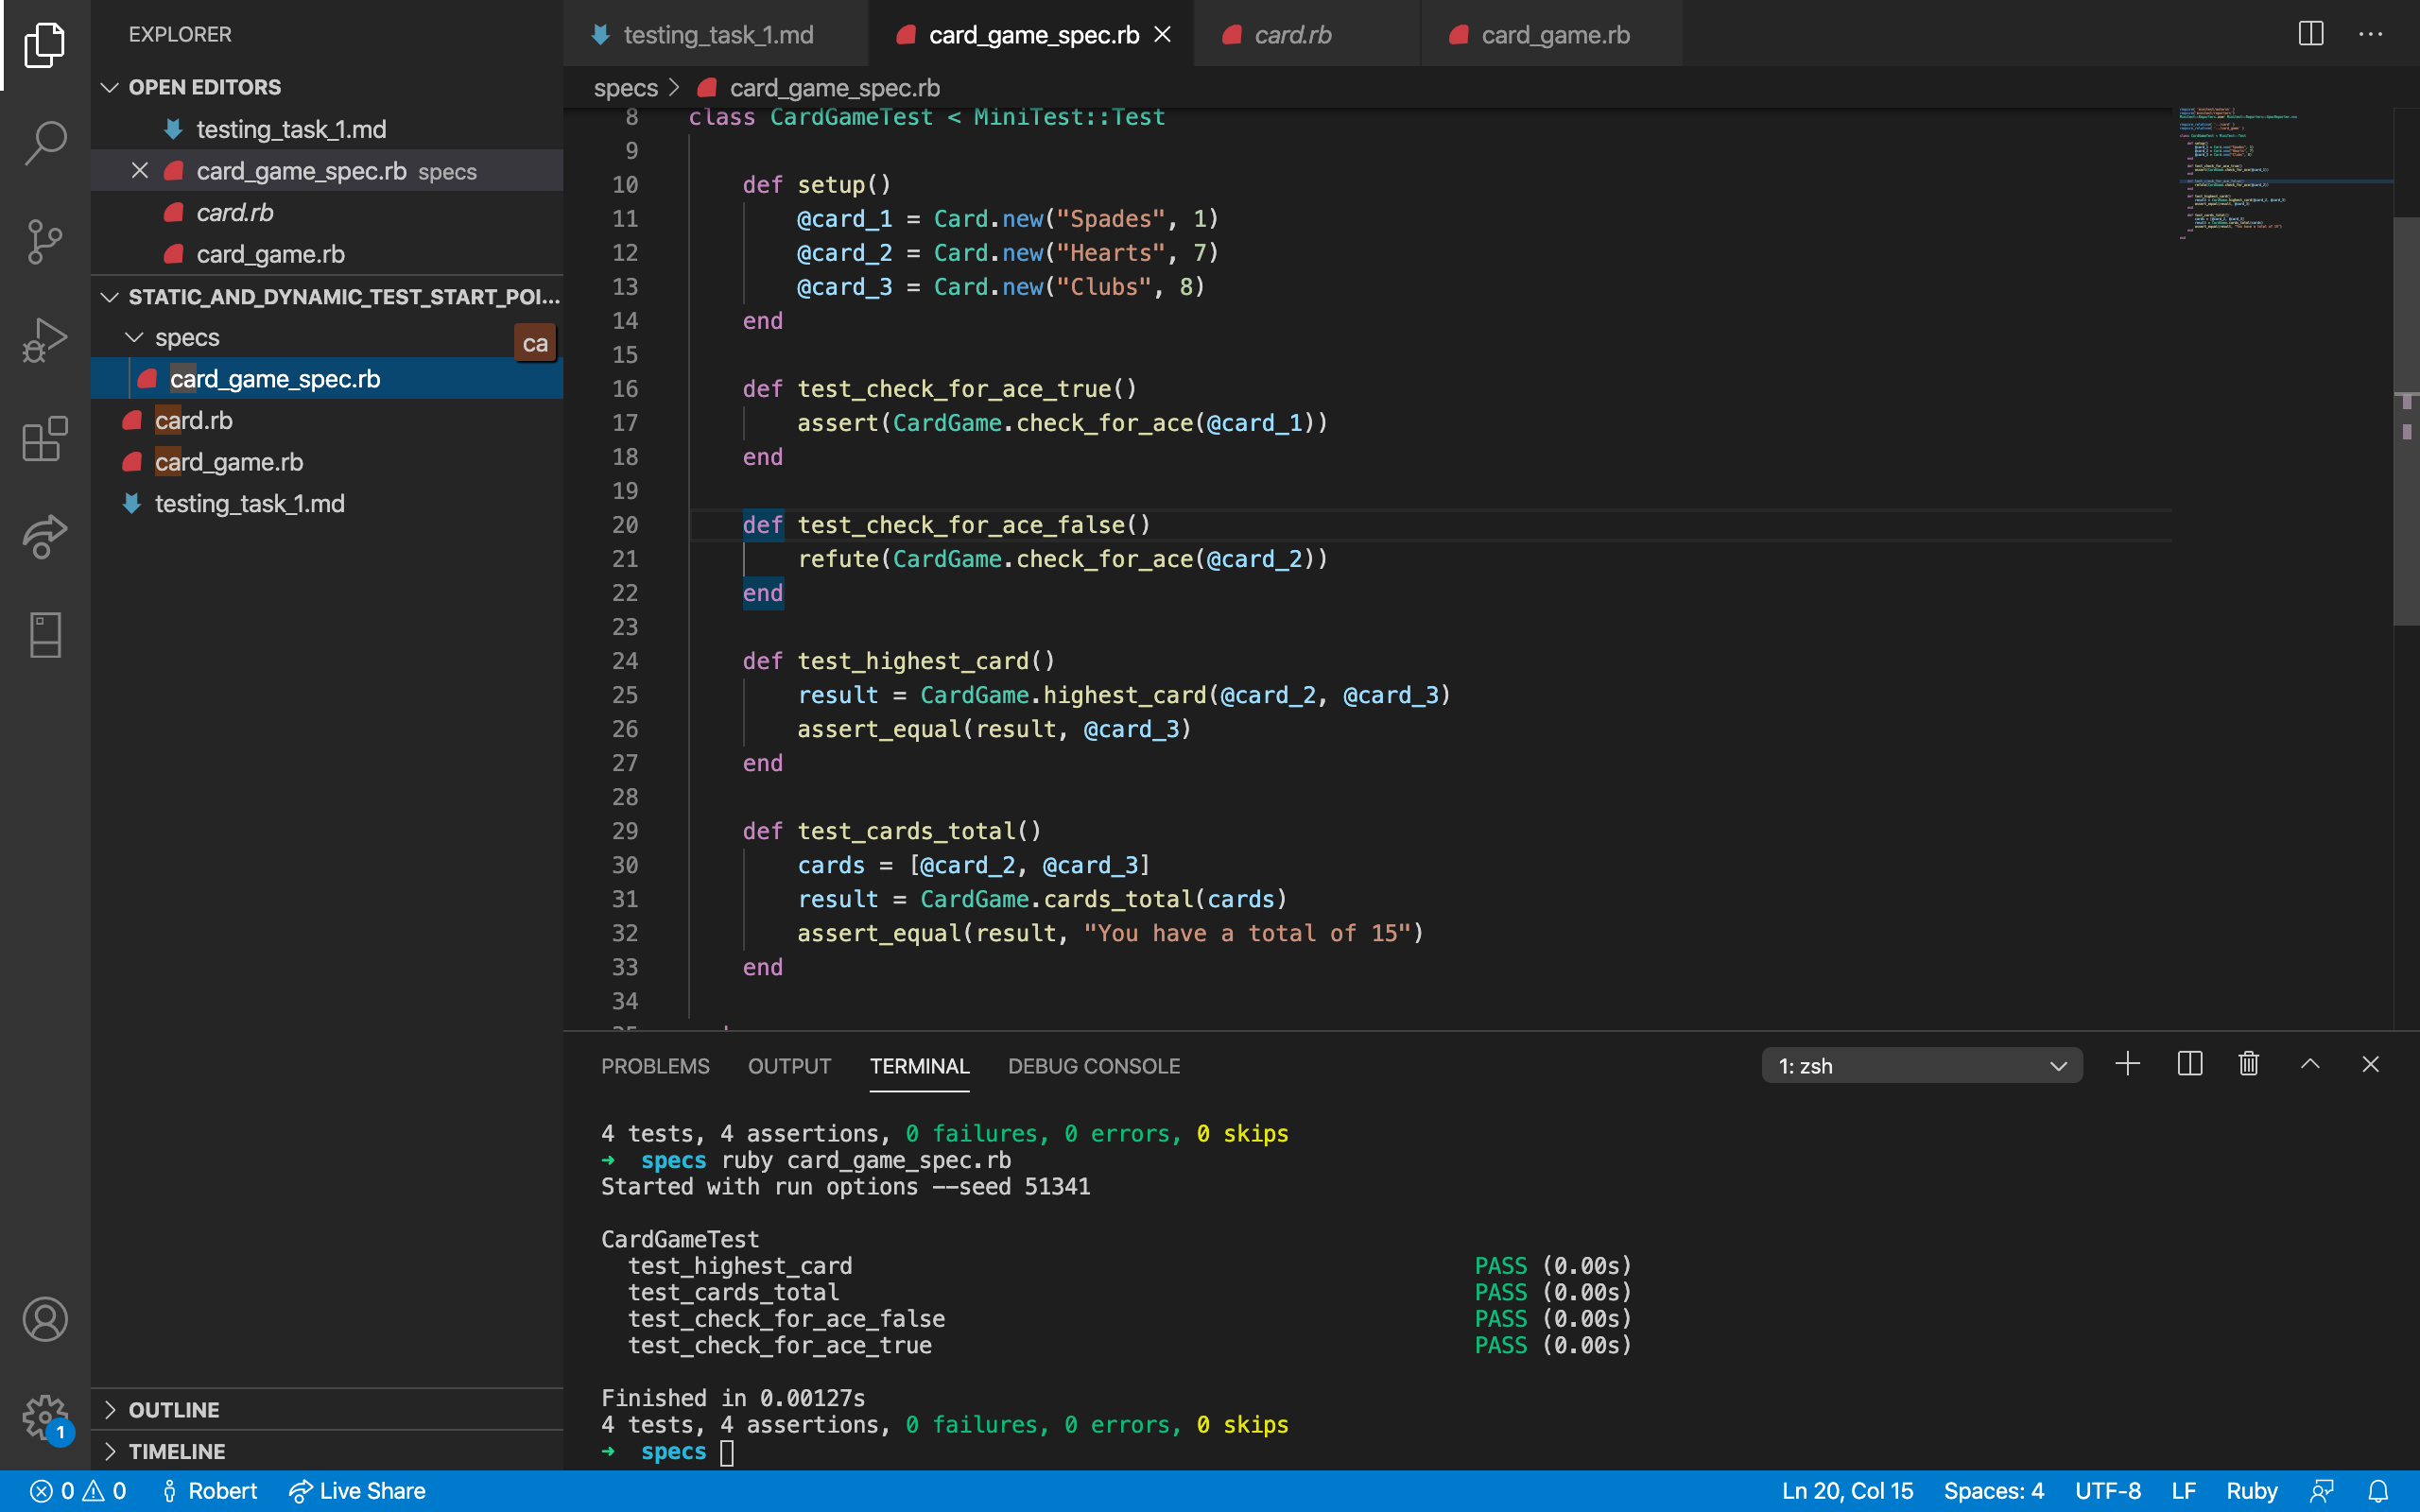 EXPLORER
OPEN EDITORS
testing_task_1.md
card_game_spec.rb specs
card.rb
card_game.rb
STATIC_AND_DYNAMIC_TEST_START_POI...
specs
ca
card_game_spec.rb
card.rb
card_game.rb
testing_task_1.md
OUTLINE
TIMELINE
testing_task_1.md card_game_spec.rb card.rb card_game.rb
specs > card_game_spec.rb
8 class CardGameTest < MiniTest::Test
9
10 def setup()
11 @card_1 = Card.new("Spades", 1)
12 @card_2 = Card.new("Hearts", 7)
13 @card_3 = Card.new("Clubs", 8)
14 end
15
16 def test_check_for_ace_true()
17 assert(CardGame.check_for_ace(@card_1))
18 end
19
20 def test_check_for_ace_false()
21 refute(CardGame.check_for_ace(@card_2))
22 end
23
24 def test_highest_card()
25 result = CardGame.highest_card(@card_2, @card_3)
26 assert_equal(result, @card_3)
27 end
28
29 def test_cards_total()
30 cards = [@card_2, @card_3]
31 result = CardGame.cards_total(cards)
32 assert_equal(result, "You have a total of 15")
33 end
34
PROBLEMS OUTPUT TERMINAL DEBUG CONSOLE 1: zsh
4 tests, 4 assertions, 0 failures, 0 errors, 0 skips
➜ specs ruby card_game_spec.rb
Started with run options --seed 51341
CardGameTest
test_highest_card PASS (0.00s)
test_cards_total PASS (0.00s)
test_check_for_ace_false PASS (0.00s)
test_check_for_ace_true PASS (0.00s)
Finished in 0.00127s
4 tests, 4 assertions, 0 failures, 0 errors, 0 skips
➜ specs
1
0 0 Robert Live Share Ln 20, Col 15 Spaces: 4 UTF-8 LF Ruby